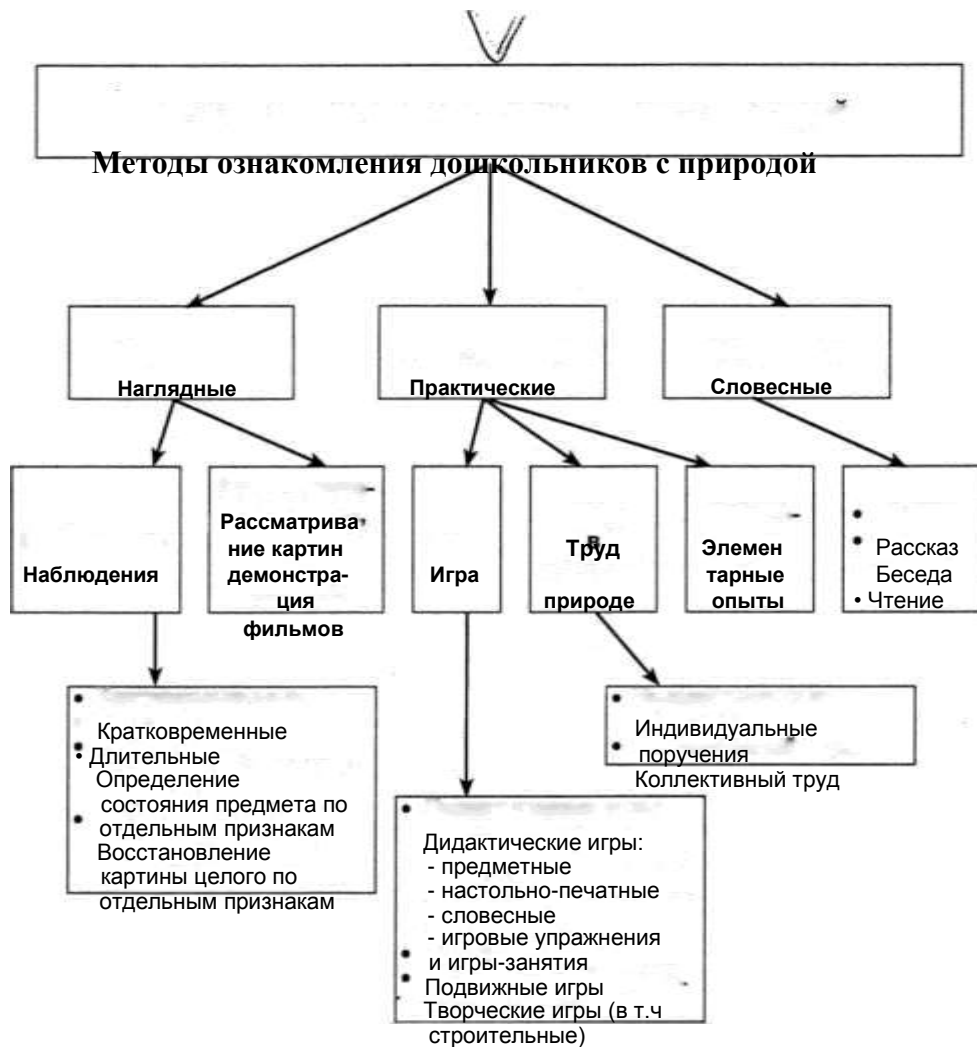 Методы ознакомления дошкольников с природой
Наглядные
Практические
Словесные
Наблюдения
Рассматрива
ние картин
демонстра-
ция
фильмов
Игра
Труд
в
природе
Элемен
тарные
опыты
• Рассказ
• Беседа
• Чтение
• Кратковременные
• Длительные
• Определение
состояния предмета по
отдельным признакам
• Восстановление
картины целого по
отдельным признакам
• Индивидуальные
поручения
• Коллективный труд
• Дидактические игры:
- предметные
- настольно-печатные
- словесные
- игровые упражнения
и игры-занятия
• Подвижные игры
• Творческие игры (в т.ч
строительные)